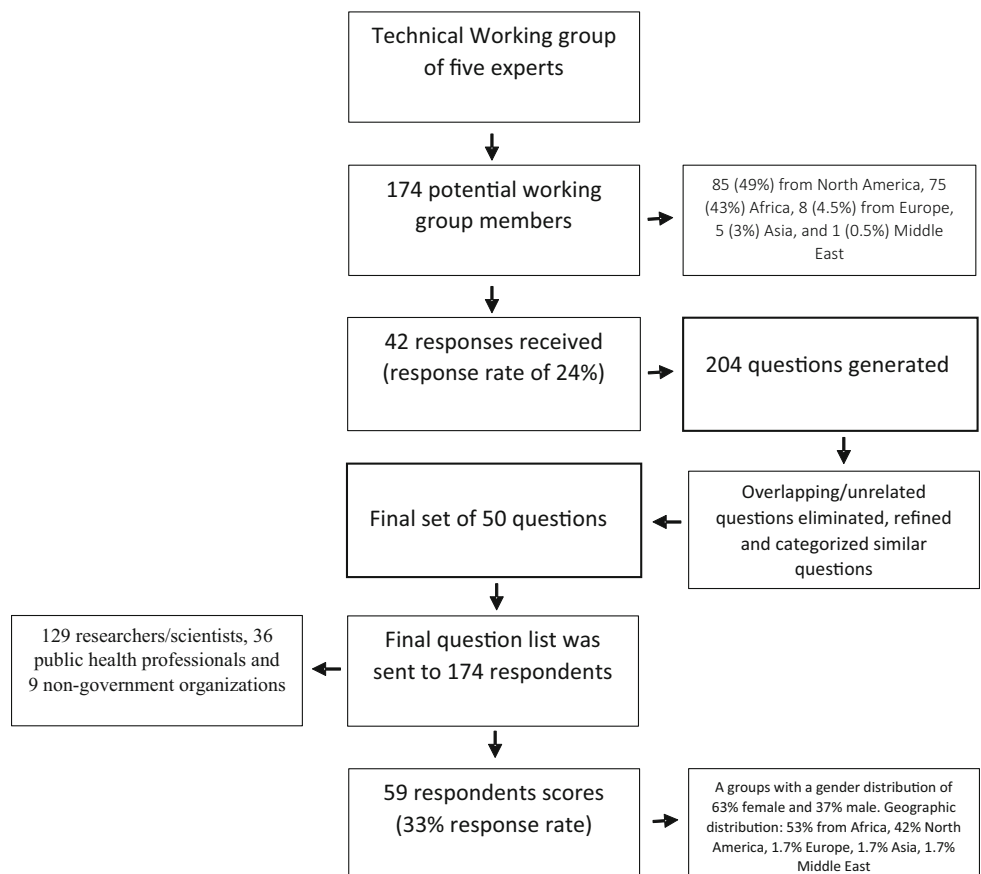 Technical Working group
of five experts
174 potential working
group members
85 (49%) from North America, 75
(43%) Africa, 8 (4.5%) from Europe,
5 (3%) Asia, and 1 (0.5%) Middle
East
42 responses received
(response rate of 24%)
204 questions generated
Overlapping/unrelated
questions eliminated, refined
and categorized similar
questions
Final set of 50 questions
Final question list was
sent to 174 respondents
129 researchers/scientists, 36
public health professionals and
9 non-government organizations
59 respondents scores
(33% response rate)
A groups with a gender distribution of
63% female and 37% male. Geographic
distribution: 53% from Africa, 42% North
America, 1.7% Europe, 1.7% Asia, 1.7%
Middle East